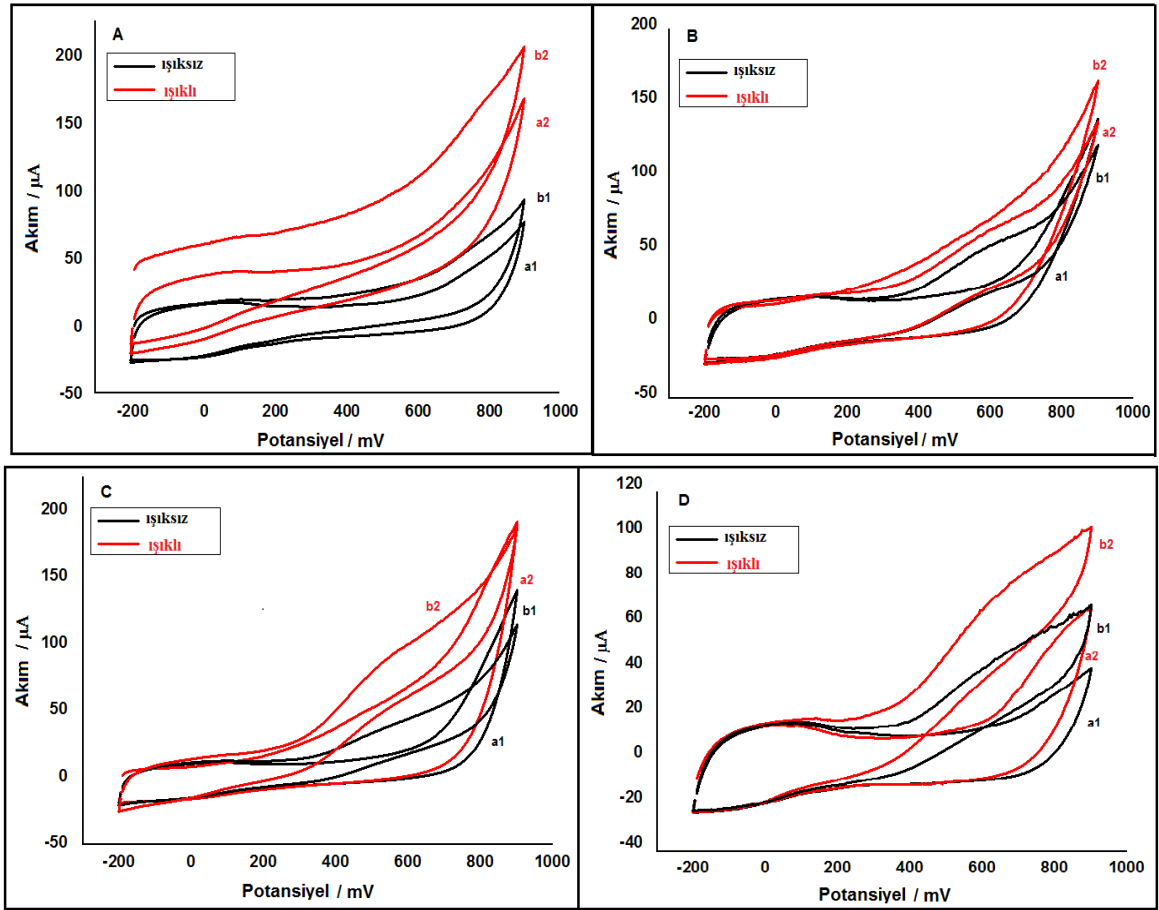 A
ışıksız
ışıklı
200
150
100
50
0
-50
Akım / µA
b2
a2
b1
a1
-200 0 200 400 600 800 1000
Potansiyel / mV
B
ışıksız
ışıklı
200
150
100
50
0
-50
Akım / µA
b2
a2
b1
a1
-200 0 200 400 600 800 1000
Potansiyel / mV
C
ışıksız
ışıklı
200
150
100
50
0
-50
Akım / µA
a2
b2
b1
a1
-200 0 200 400 600 800 1000
Potansiyel / mV
D
ışıksız
ışıklı
120
100
80
60
40
20
0
-20
-40
Akım / µA
b2
b1
a2
a1
-200 0 200 400 600 800 1000
Potansiyel / mV